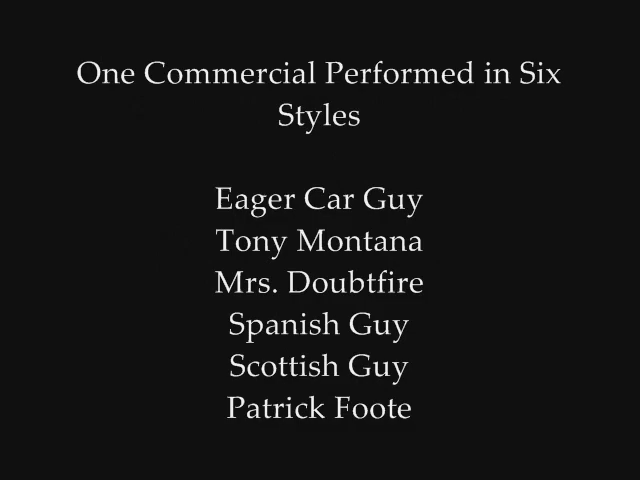 One Commercial Performed in Six
Styles
Eager Car Guy
Tony Montana
Mrs. Doubtfire
Spanish Guy
Scottish Guy
Patrick Foote